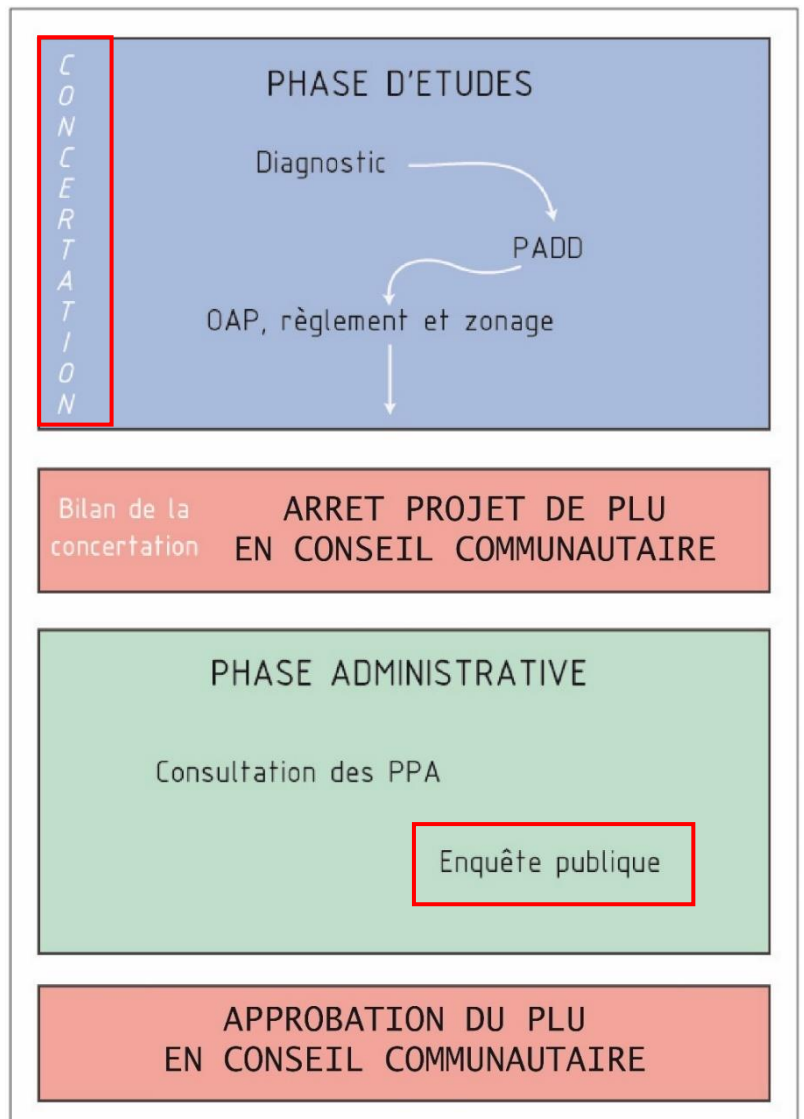 CONCERTATION
PHASE D'ETUDES
Diagnostic
PADD
OAP, règlement et zonage
Bilan de la
concertation
ARRET PROJET DE PLU
EN CONSEIL COMMUNAUTAIRE
PHASE ADMINISTRATIVE
Consultation des PPA
Enquête publique
APPROBATION DU PLU
EN CONSEIL COMMUNAUTAIRE